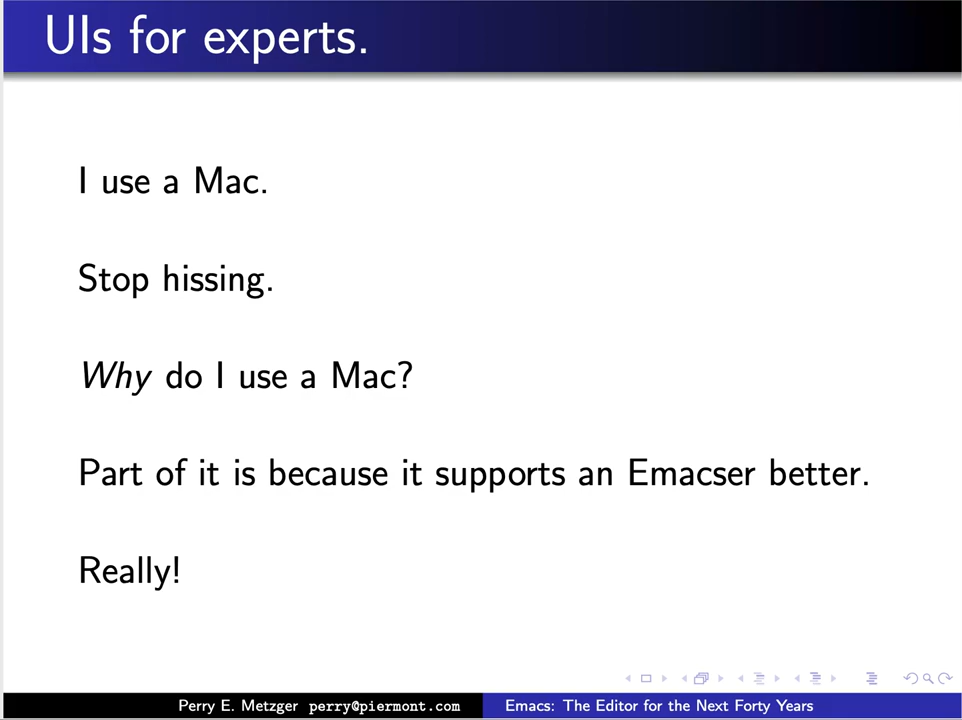 UIs for experts.
I use a Mac.
Stop hissing.
Why do I use a Mac?
Part of it is because it supports an Emacser better.
Really!
Perry E. Metzger perry@piermont.com Emacs: The Editor for the Next Forty Years